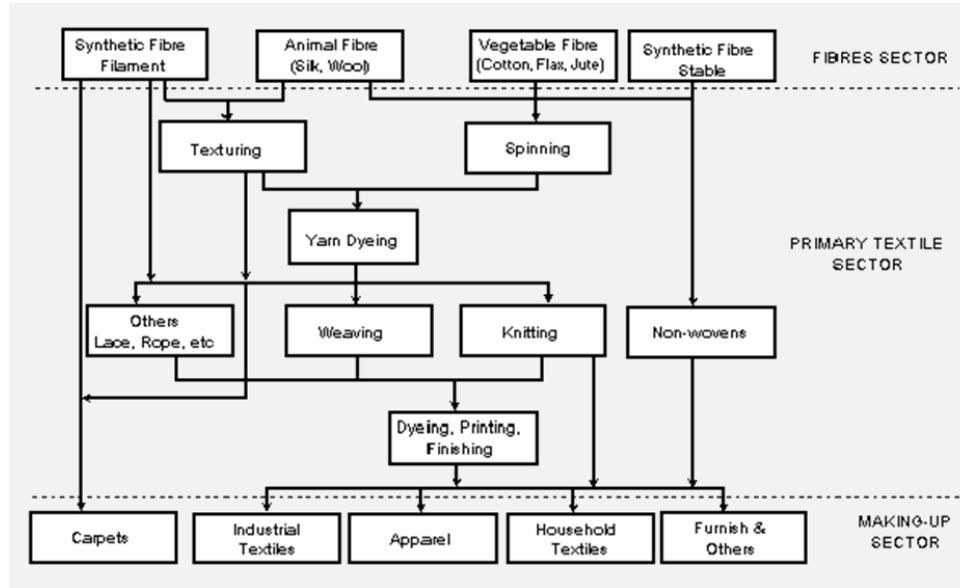 Synthetic Fibre
Filament
Animal Fibre
(Silk, Wool)
Vegetable Fibre
(Cotton, Flax, Jute)
Synthetic Fibre
Stable
FIBRES SECTOR
Texturing
Spinning
Yarn Dyeing
PRIMARY TEXTILE
SECTOR
Others
Lace, Rope, etc
Weaving
Knitting
Non-wovens
Dyeing, Printing,
Finishing
Carpets
Industrial
Textiles
Apparel
Household
Textiles
Furnish &
Others
MAKING-UP
SECTOR